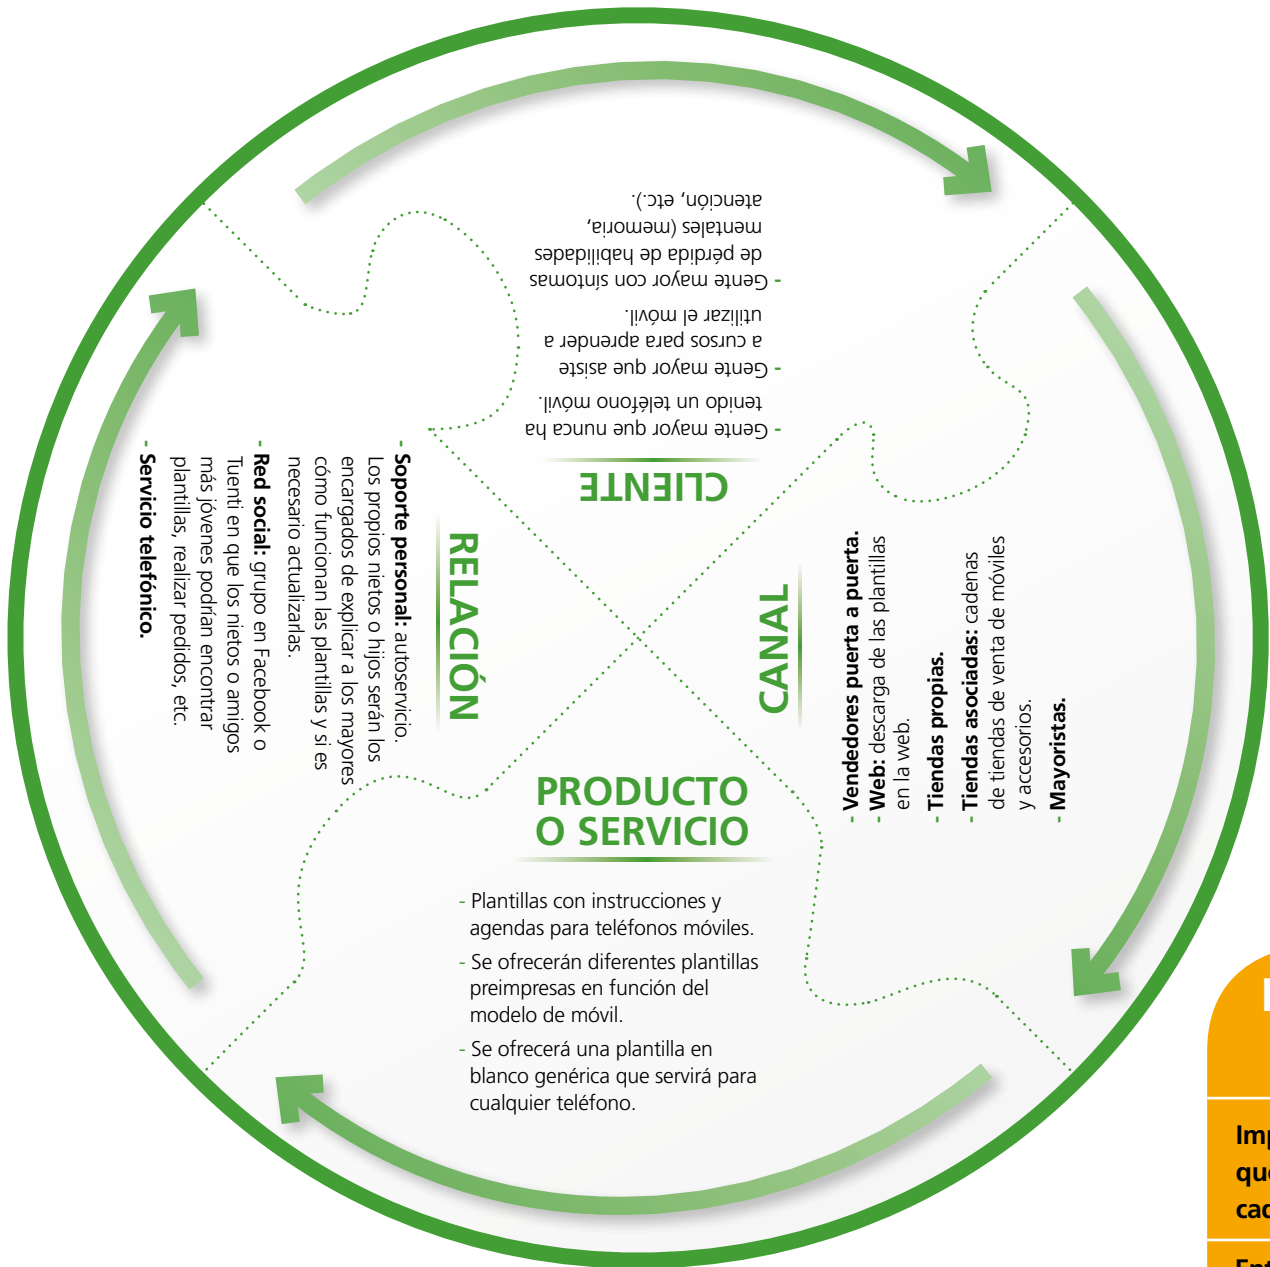 CLIENTE
- Gente mayor que nunca ha
tenido un teléfono móvil.
- Gente mayor que asiste
a cursos para aprender a
utilizar el móvil.
- Gente mayor con síntomas
de pérdida de habilidades
mentales (memoria,
atención, etc.).
CANAL
- Vendedores puerta a puerta.
- Web: descarga de las plantillas
en la web.
- Tiendas propias.
- Tiendas asociadas: cadenas
de tiendas de venta de móviles
y accesorios.
- Mayoristas.
PRODUCTO
O SERVICIO
- Plantillas con instrucciones y
agendas para teléfonos móviles.
- Se ofrecerán diferentes plantillas
preimpresas en función del
modelo de móvil.
- Se ofrecerá una plantilla en
blanco genérica que servirá para
cualquier teléfono.
RELACIÓN
- Soporte personal: autoservicio.
Los propios nietos o hijos serán los
encargados de explicar a los mayores
cómo funcionan las plantillas y si es
necesario actualizarlas.
- Red social: grupo en Facebook o
Tuenti en que los nietos o amigos
más jóvenes podrían encontrar
plantillas, realizar pedidos, etc.
- Servicio telefónico.